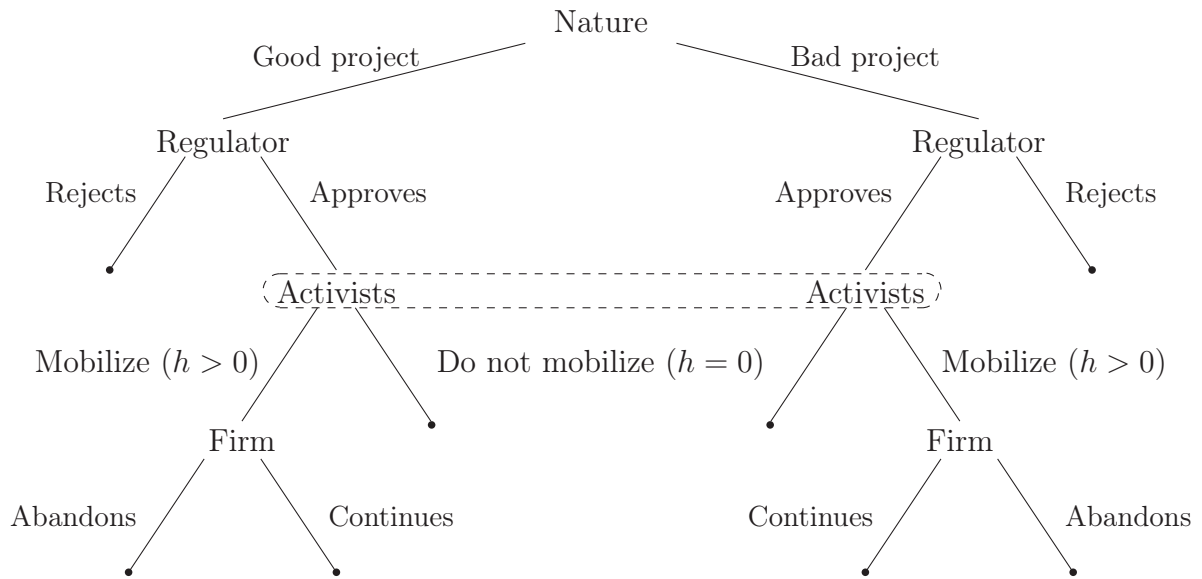 Nature
Good project
Bad project
Regulator
Regulator
Rejects
Approves
Approves
Rejects
Activists
Activists
Mobilize (h > 0)
Do not mobilize (h = 0)
Mobilize (h > 0)
Firm
Firm
Abandons
Continues
Continues
Abandons